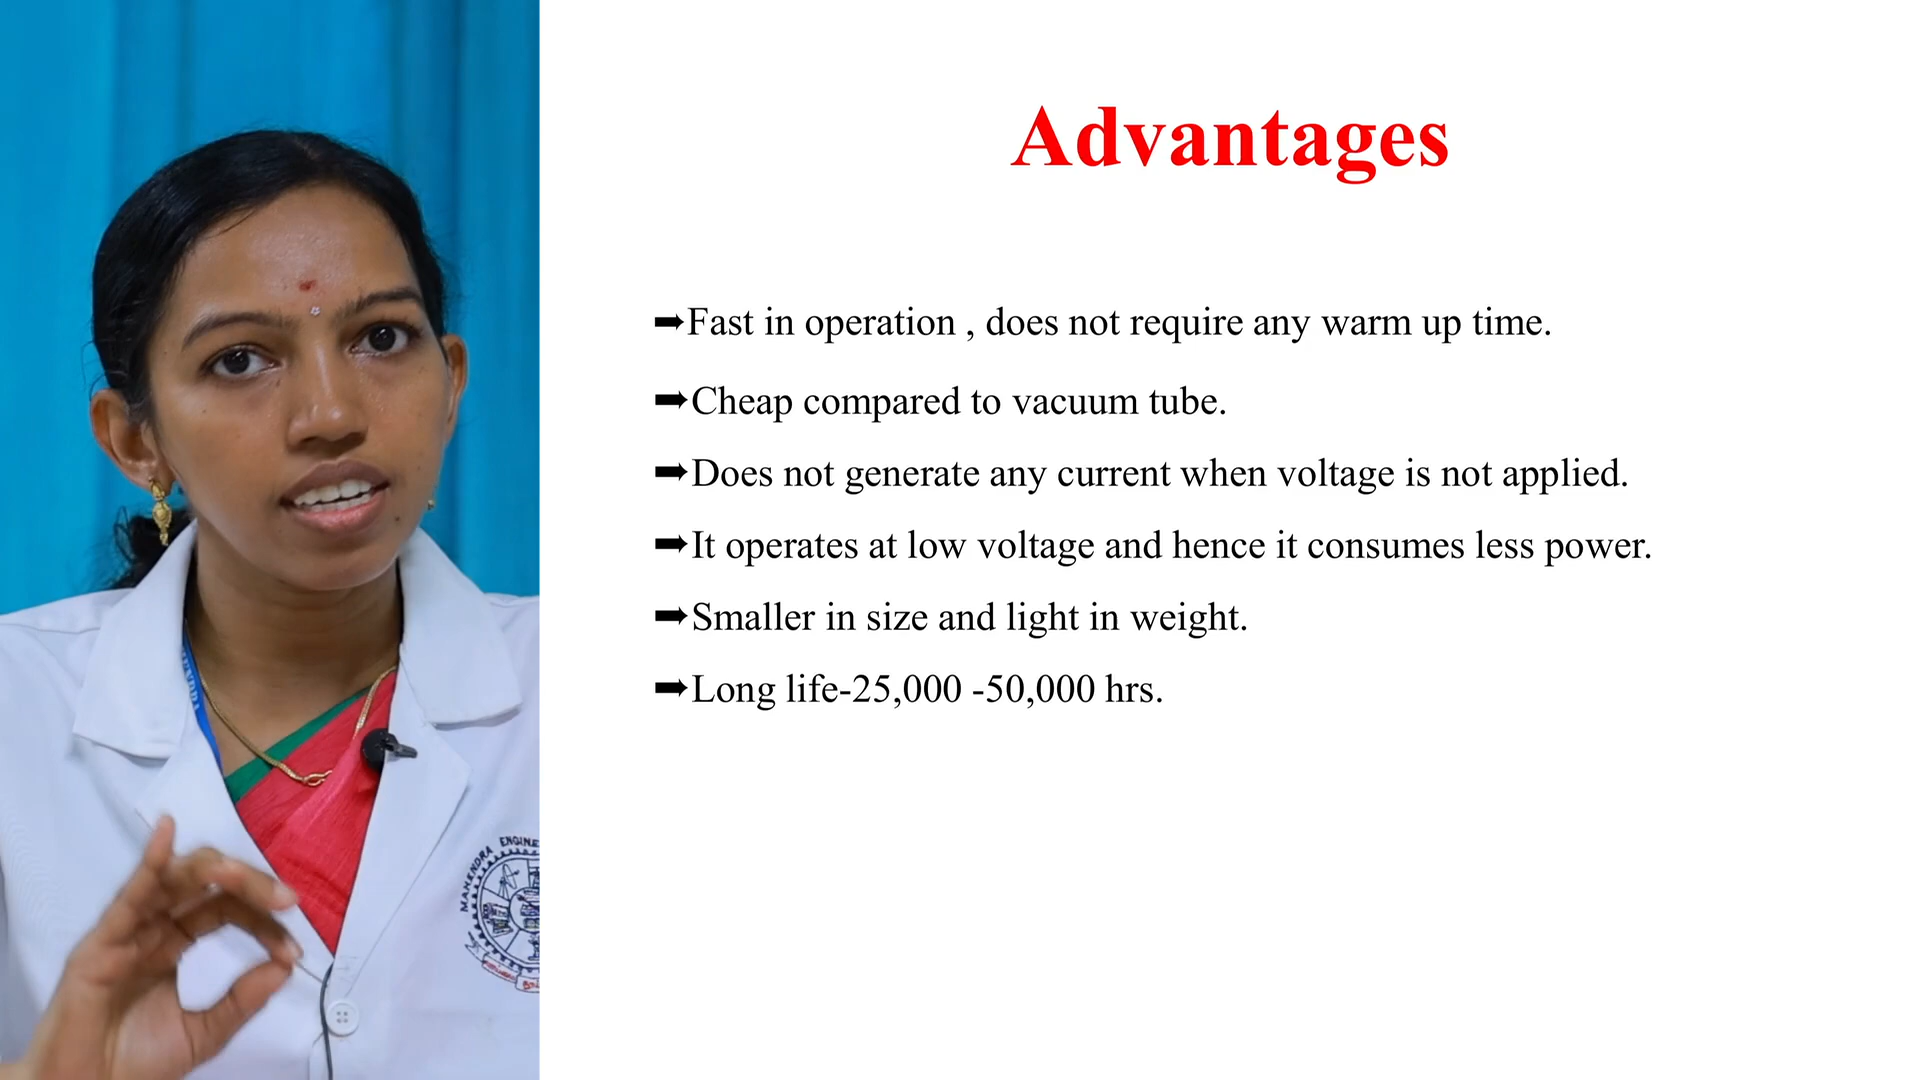 Advantages
➡Fast in operation , does not require any warm up time.
➡Cheap compared to vacuum tube.
➡Does not generate any current when voltage is not applied.
➡It operates at low voltage and hence it consumes less power.
➡Smaller in size and light in weight.
➡Long life-25,000 -50,000 hrs.
MAHENDRA ENGINE